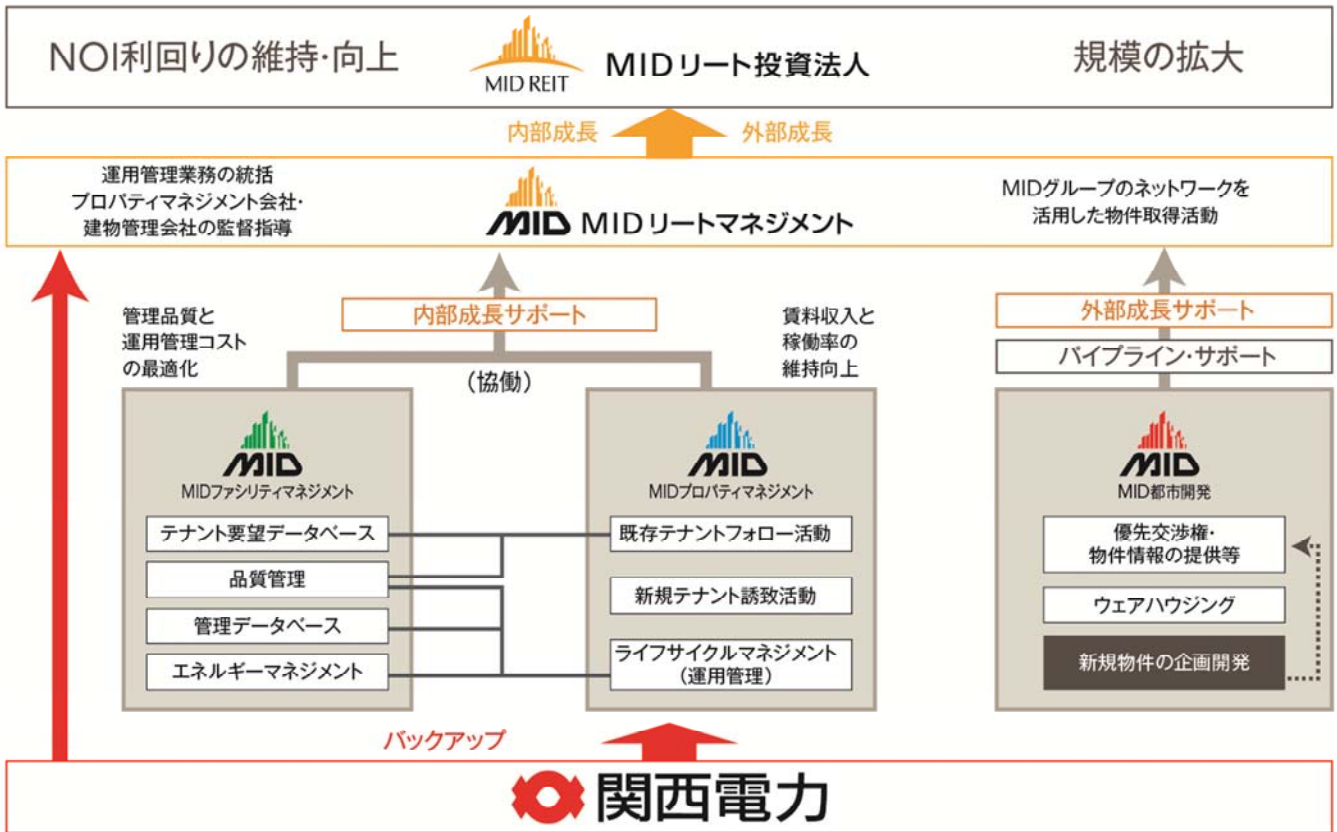 NOI利回りの維持・向上
MID REIT
MIDリート投資法人
規模の拡大
内部成長
外部成長
運用管理業務の統括
プロパティマネジメント会社・
建物管理会社の監督指導
MID MIDリートマネジメント
MIDグループのネットワークを
活用した物件取得活動
管理品質と
運用管理コスト
の最適化
内部成長サポート
(協働)
賃料収入と
稼働率の
維持向上
外部成長サポート
パイプライン・サポート
MID
MIDファシリティマネジメント
テナント要望データベース
品質管理
管理データベース
エネルギーマネジメント
MID
MIDプロパティマネジメント
既存テナントフォロー活動
新規テナント誘致活動
ライフサイクルマネジメント
(運用管理)
MID
MID都市開発
優先交渉権・
物件情報の提供等
ウェアハウジング
新規物件の企画開発
バックアップ
関西電力